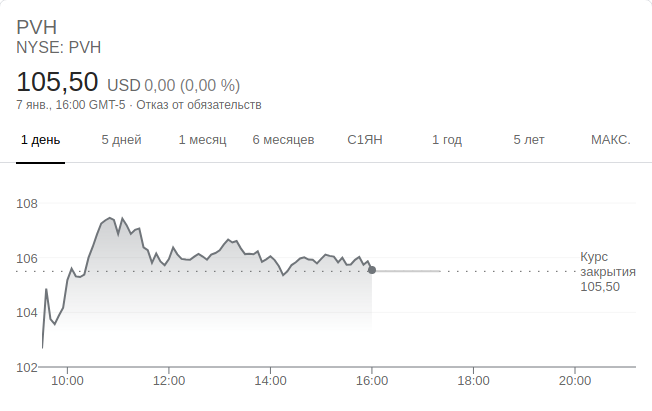 PVH
NYSE: PVH
105,50 USD 0,00 (0,00 %)
7 янв., 16:00 GMT-5 · Отказ от обязательств
1 день 5 дней 1 месяц 6 месяцев С1ЯН 1 год 5 лет МАКС.
108
106
104
102
Курс
закрытия
105,50
10:00 12:00 14:00 16:00 18:00 20:00